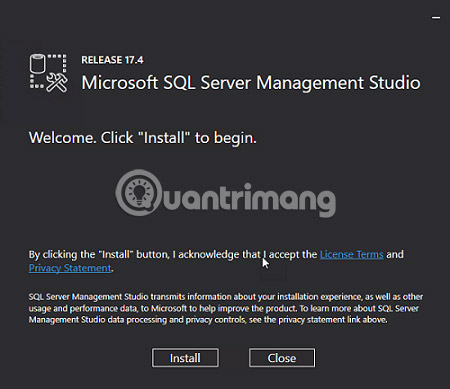 RELEASE 17.4
Microsoft SQL Server Management Studio
Welcome. Click "Install" to begin.
Quantrimang
By clicking the "Install" button, I acknowledge that I accept the License Terms and
Privacy Statement.
SQL Server Management Studio transmits information about your installation experience, as well as other
usage and performance data, to Microsoft to help improve the product. To learn more about SQL Server
Management Studio data processing and privacy controls, see the privacy statement link above.
Install
Close